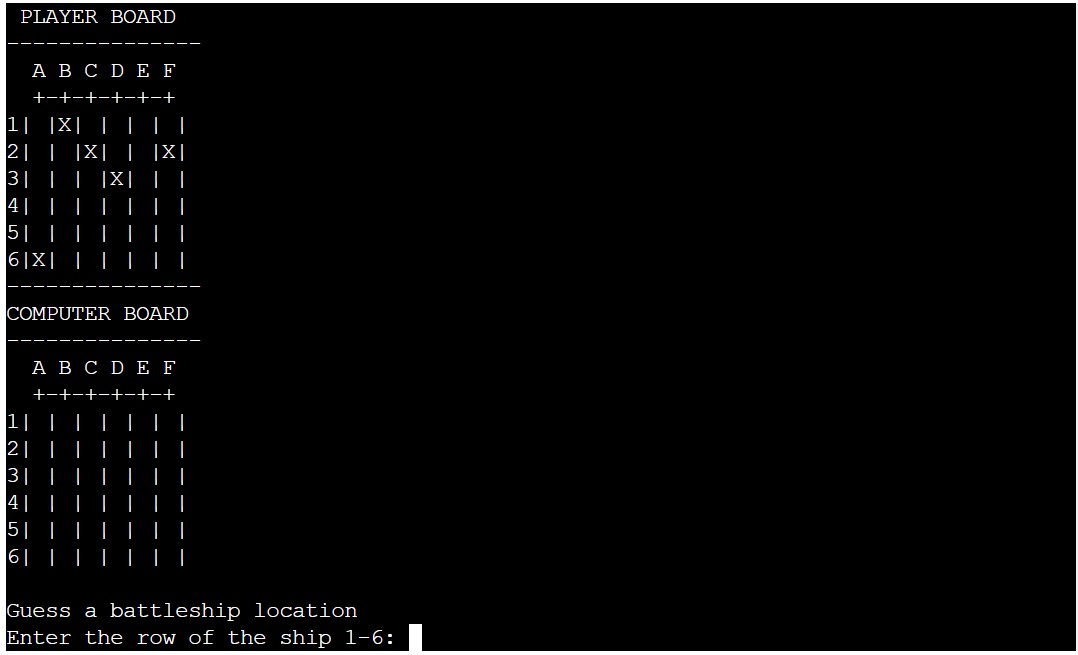 PLAYER BOARD
---------------
  A B C D E F
  +-+-+-+-+-+
1| |X| | | | |
2| | |X| | |X|
3| | | |X| | |
4| | | | | | |
5| | | | | | |
6|X| | | | | |
---------------
COMPUTER BOARD
---------------
  A B C D E F
  +-+-+-+-+-+
1| | | | | | |
2| | | | | | |
3| | | | | | |
4| | | | | | |
5| | | | | | |
6| | | | | | |

Guess a battleship location
Enter the row of the ship 1-6: